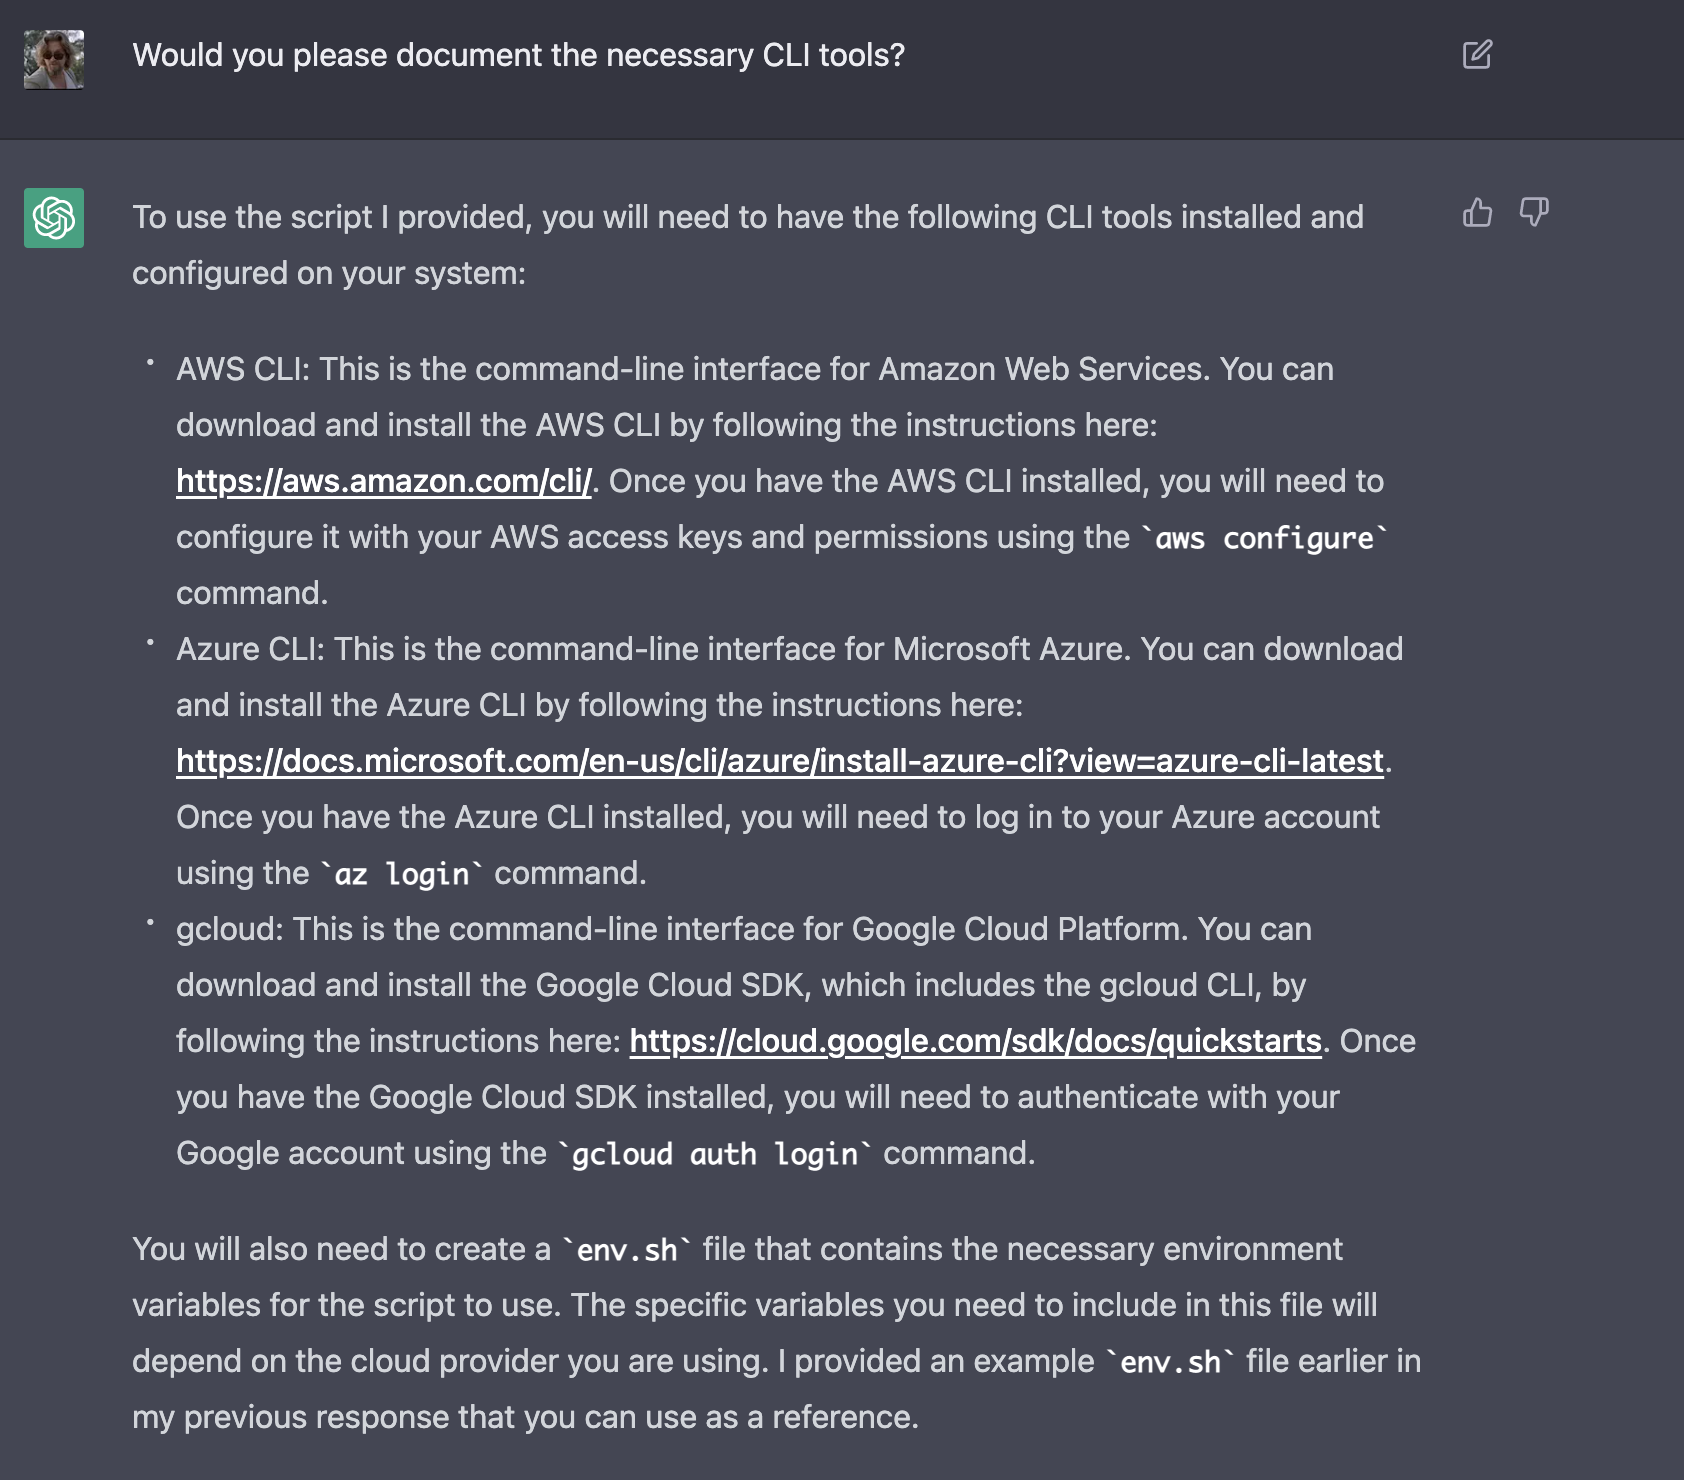 Would you please document the necessary CLI tools?
To use the script I provided, you will need to have the following CLI tools installed and
configured on your system:
• AWS CLI: This is the command-line interface for Amazon Web Services. You can
download and install the AWS CLI by following the instructions here:
https://aws.amazon.com/cli/. Once you have the AWS CLI installed, you will need to
configure it with your AWS access keys and permissions using the `aws configure`
command.
• Azure CLI: This is the command-line interface for Microsoft Azure. You can download
and install the Azure CLI by following the instructions here:
https://docs.microsoft.com/en-us/cli/azure/install-azure-cli?view=azure-cli-latest.
Once you have the Azure CLI installed, you will need to log in to your Azure account
using the `az login` command.
• gcloud: This is the command-line interface for Google Cloud Platform. You can
download and install the Google Cloud SDK, which includes the gcloud CLI, by
following the instructions here: https://cloud.google.com/sdk/docs/quickstarts. Once
you have the Google Cloud SDK installed, you will need to authenticate with your
Google account using the `gcloud auth login` command.
You will also need to create a `env.sh` file that contains the necessary environment
variables for the script to use. The specific variables you need to include in this file will
depend on the cloud provider you are using. I provided an example `env.sh` file earlier in
my previous response that you can use as a reference.